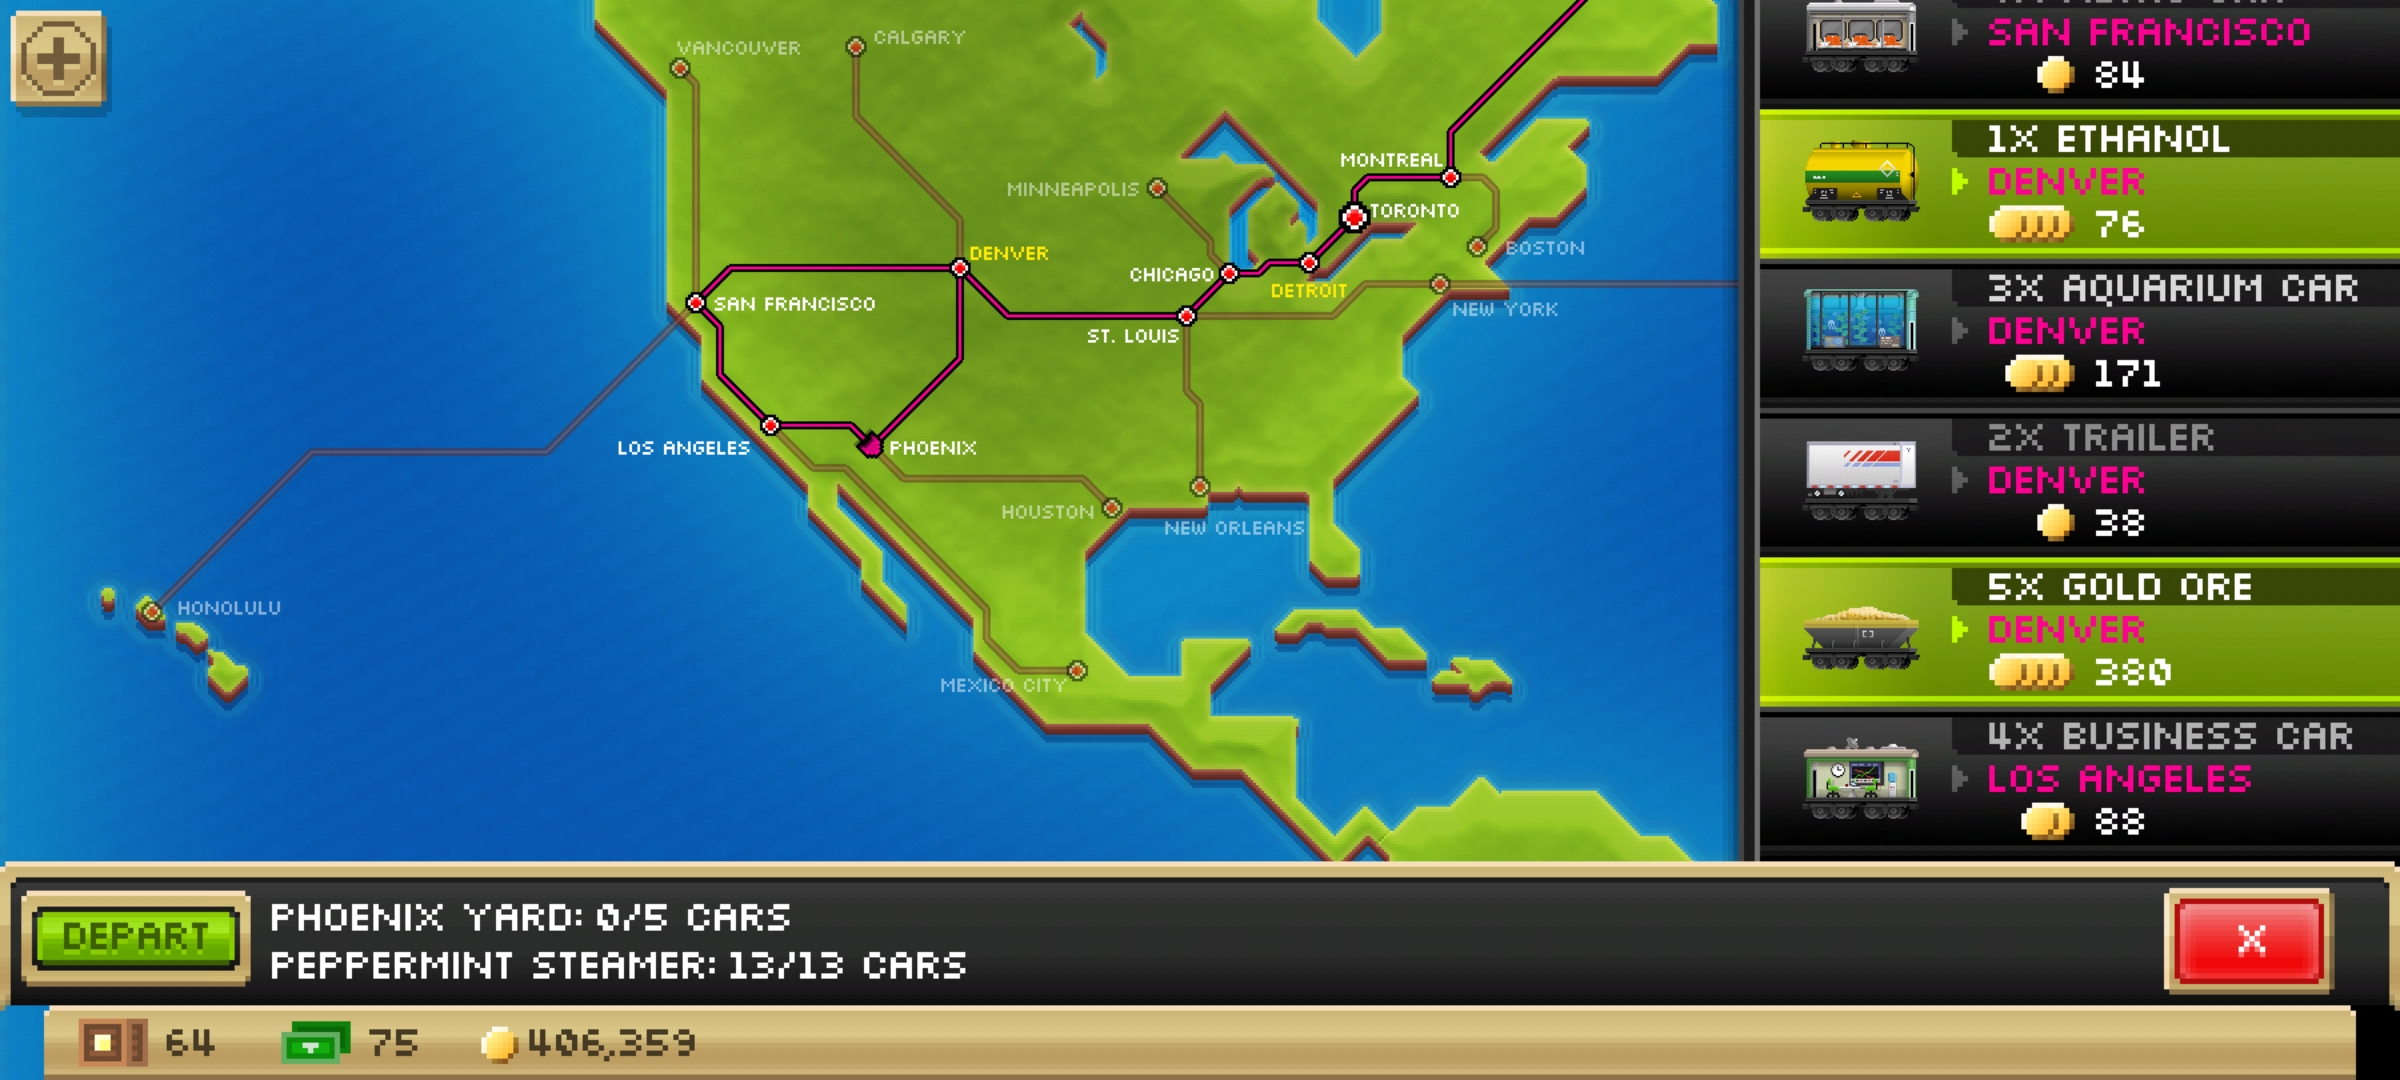 VANCOUVER
CALGARY
MINNEAPOLIS
MONTREAL
TORONTO
BOSTON
DENVER
CHICAGO
DETROIT
NEW YORK
SAN FRANCISCO
ST. LOUIS
LOS ANGELES
PHOENIX
HOUSTON
NEW ORLEANS
HONOLULU
MEXICO CITY
SAN FRANCISCO
84
1X ETHANOL
DENVER
76
3X AQUARIUM CAR
DENVER
171
2X TRAILER
DENVER
38
5X GOLD ORE
DENVER
380
4X BUSINESS CAR
LOS ANGELES
88
DEPART
PHOENIX YARD: 0/5 CARS
PEPPERMINT STEAMER: 13/13 CARS
X
64
75
406,359